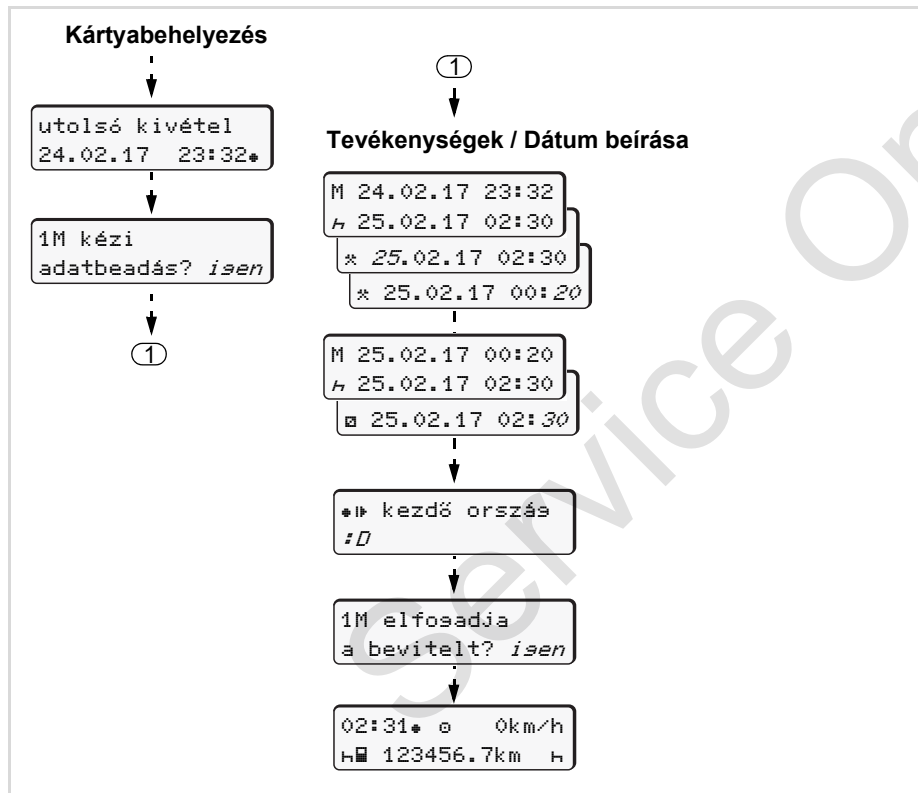 Kártyabehelyezés
utolsó kivétel
24.02.17 23:32
1M kézi
adatbeadás? igen
1
1
Tevékenységek / Dátum beírása
M 24.02.17 23:32
25.02.17 02:30
25.02.17 02:30
25.02.17 00:20
M 25.02.17 00:20
25.02.17 02:30
25.02.17 02:30
kezdő ország
:D
1M elfogadja
a bevitelt? igen
02:31 0km/h
123456.7km
Service O